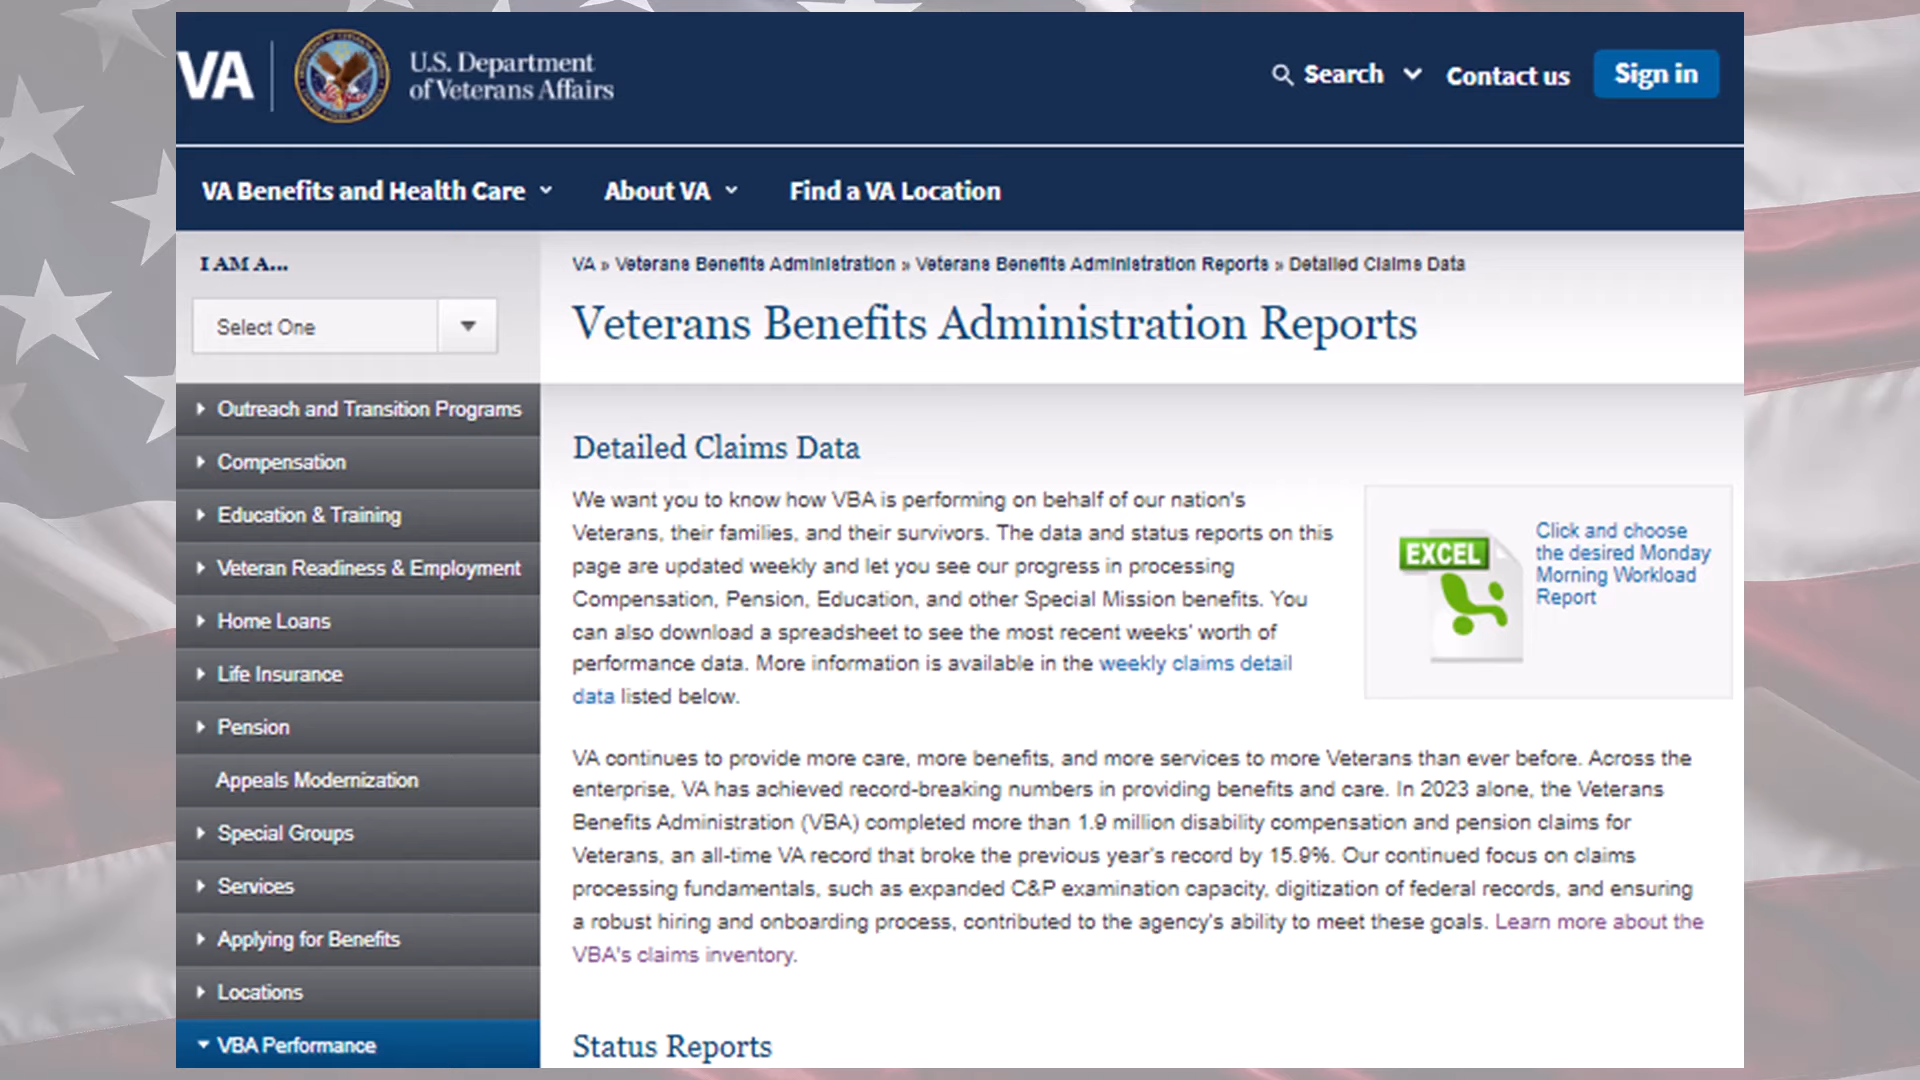 VA
U.S. Department
of Veterans Affairs
Search
Contact us
Sign in
VA Benefits and Health Care
About VA
Find a VA Location
I AM A...
Select One
Outreach and Transition Programs
Compensation
Education & Training
Veteran Readiness & Employment
Home Loans
Life Insurance
Pension
Appeals Modernization
Special Groups
Services
Applying for Benefits
Locations
VBA Performance
VA » Veterans Benefits Administration » Veterans Benefits Administration Reports » Detailed Claims Data
Veterans Benefits Administration Reports
Detailed Claims Data
We want you to know how VBA is performing on behalf of our nation's
Veterans, their families, and their survivors. The data and status reports on this
page are updated weekly and let you see our progress in processing
Compensation, Pension, Education, and other Special Mission benefits. You
can also download a spreadsheet to see the most recent weeks' worth of
performance data. More information is available in the weekly claims detail
data listed below.
EXCEL
Click and choose
the desired Monday
Morning Workload
Report
VA continues to provide more care, more benefits, and more services to more Veterans than ever before. Across the
enterprise, VA has achieved record-breaking numbers in providing benefits and care. In 2023 alone, the Veterans
Benefits Administration (VBA) completed more than 1.9 million disability compensation and pension claims for
Veterans, an all-time VA record that broke the previous year's record by 15.9%. Our continued focus on claims
processing fundamentals, such as expanded C&P examination capacity, digitization of federal records, and ensuring
a robust hiring and onboarding process, contributed to the agency's ability to meet these goals. Learn more about the
VBA's claims inventory.
Status Reports